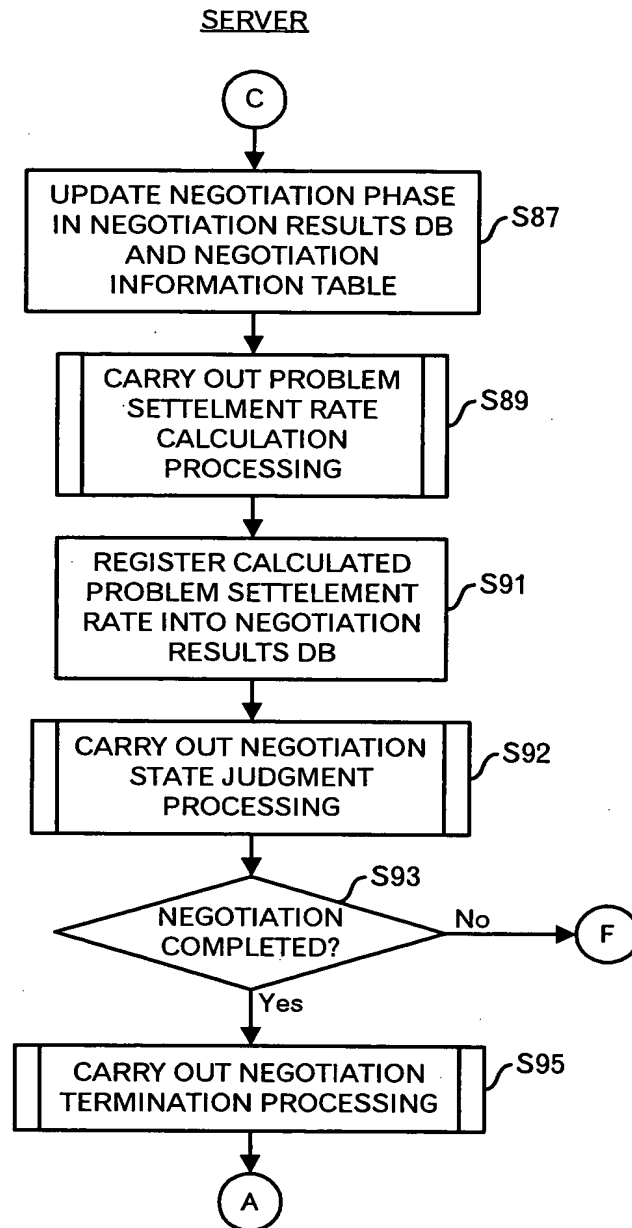 SERVER
C
UPDATE NEGOTIATION PHASE
IN NEGOTIATION RESULTS DB
AND NEGOTIATION
INFORMATION TABLE
S87
CARRY OUT PROBLEM
SETTELMENT RATE
CALCULATION
PROCESSING
S89
REGISTER CALCULATED
PROBLEM SETTELEMENT
RATE INTO NEGOTIATION
RESULTS DB
S91
CARRY OUT NEGOTIATION
STATE JUDGMENT
PROCESSING
S92
S93
NEGOTIATION
COMPLETED?
No
F
Yes
CARRY OUT NEGOTIATION
TERMINATION PROCESSING
S95
A